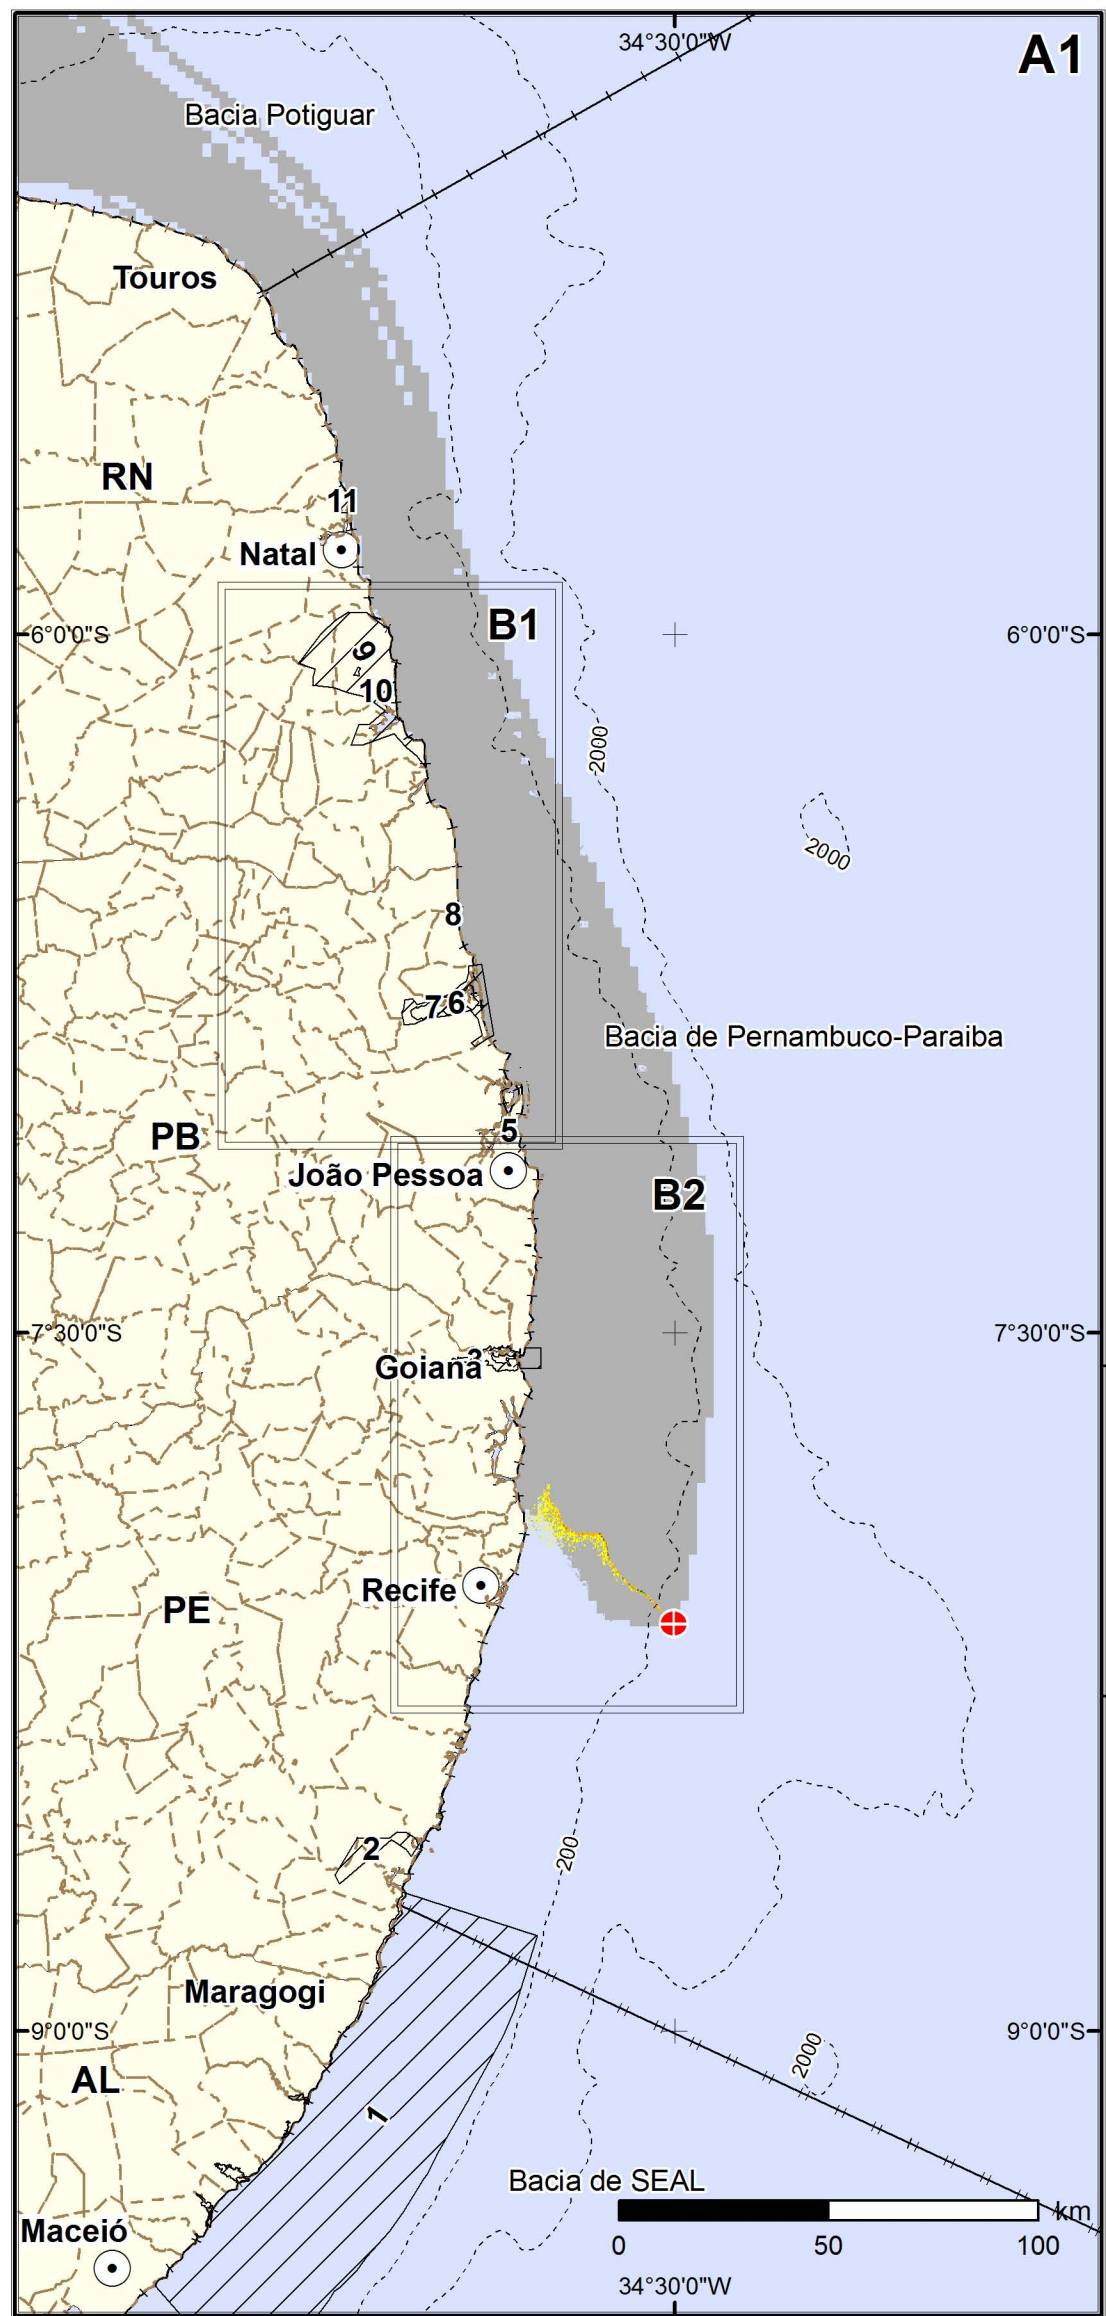 34°30'0"W
A1
Bacia Potiguar
Touros
RN
11
Natal
B1
6°0'0"S
6°0'0"S
9
10
2000
2000
8
7
6
Bacia de Pernambuco-Paraiba
5
PB
João Pessoa
B2
7°30'0"S
7°30'0"S
3
Goiana
Recife
PE
2
200
Maragogi
9°0'0"S
9°0'0"S
2000
AL
1
Bacia de SEAL
km
Maceió
0
50
100
34°30'0"W